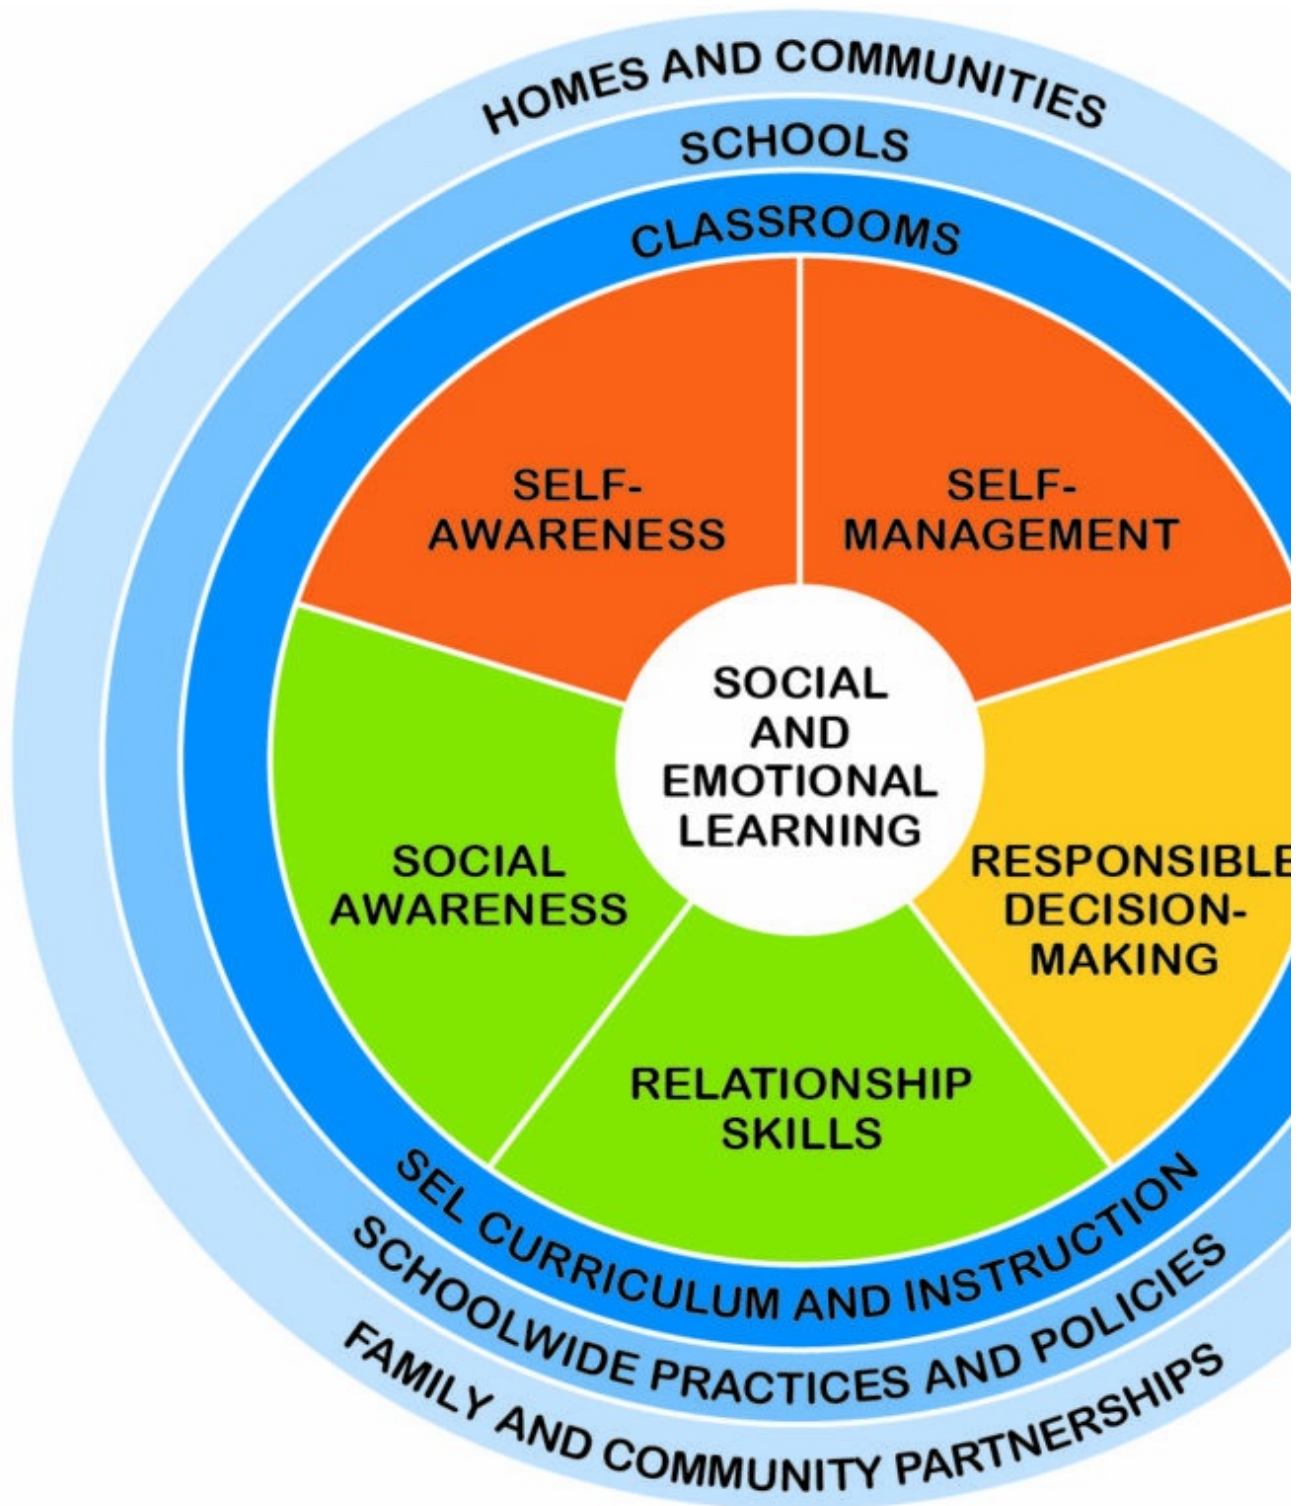 HOMES AND COMMUNITIES
SCHOOLS
CLASSROOMS
SELF-
AWARENESS
SELF-
MANAGEMENT
SOCIAL
AND
EMOTIONAL
LEARNING
SOCIAL
AWARENESS
RESPONSIBLE
DECISION-
MAKING
RELATIONSHIP
SKILLS
SEL CURRICULUM AND INSTRUCTION
SCHOOLWIDE PRACTICES AND POLICIES
FAMILY AND COMMUNITY PARTNERSHIPS